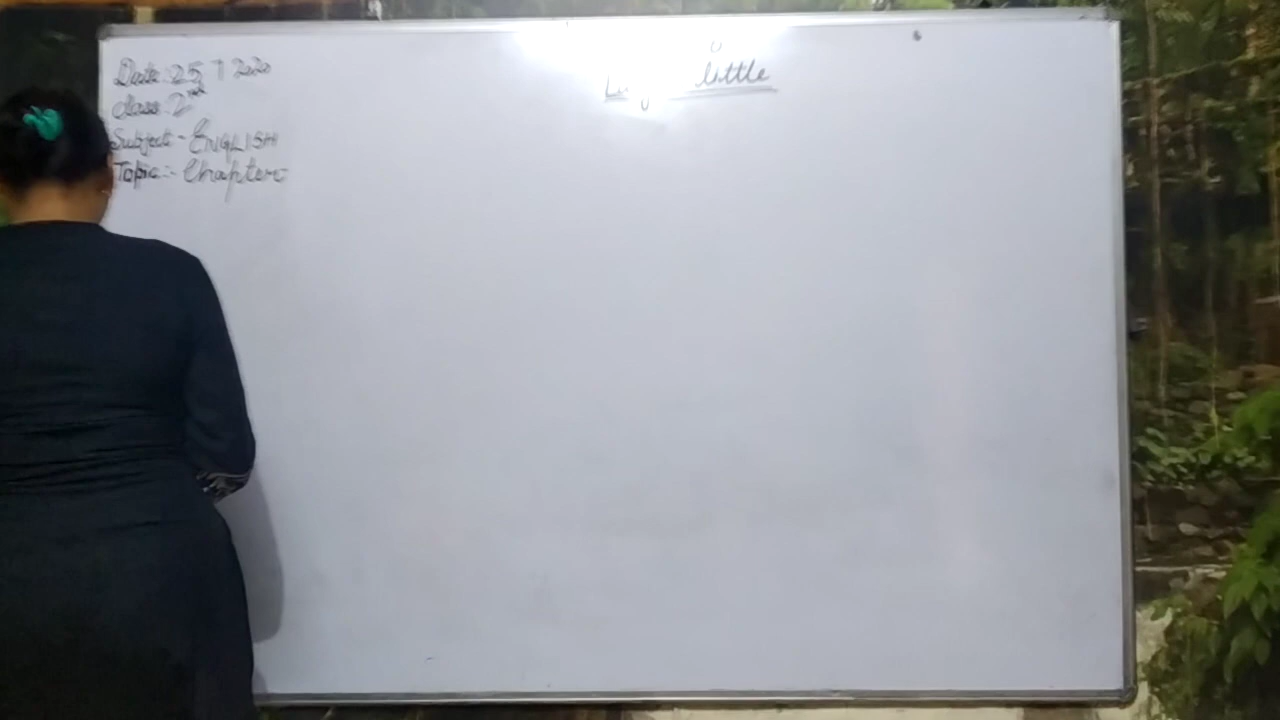 Date: 25 7 2020
Class: 2nd
Subject:- ENGLISH
Topic:- Chapter
little